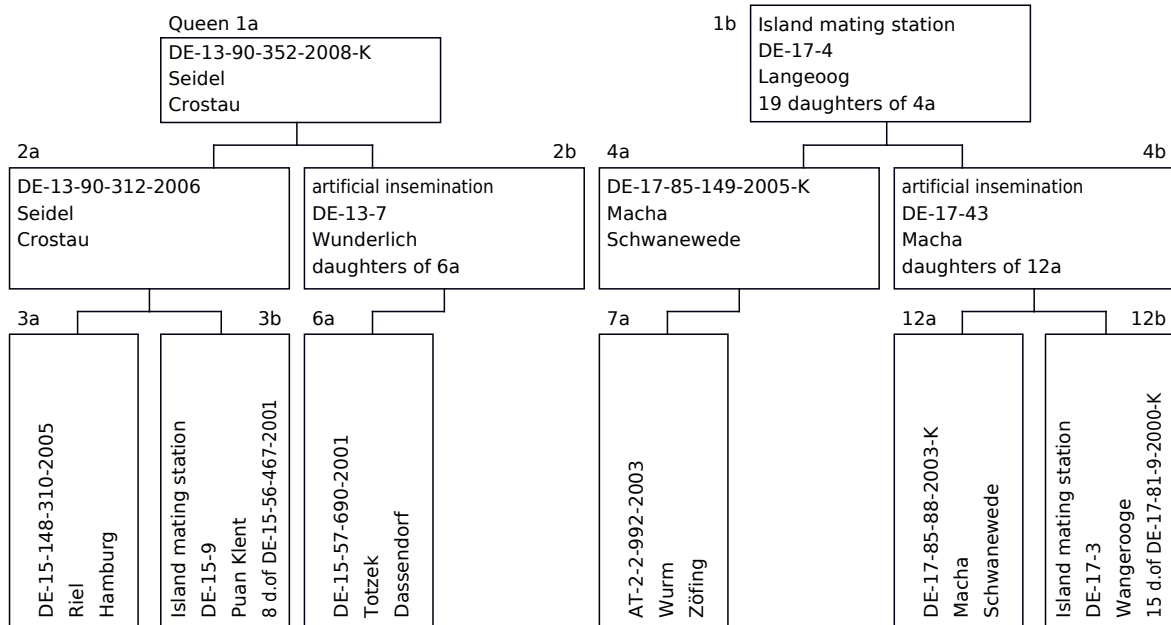 Queen 1a
DE-13-90-352-2008-K
Seidel
Crostau
1b
Island mating station
DE-17-4
Langeoog
19 daughters of 4a
2a
DE-13-90-312-2006
Seidel
Crostau
2b
artificial insemination
DE-13-7
Wunderlich
daughters of 6a
4a
DE-17-85-149-2005-K
Macha
Schwanewede
4b
artificial insemination
DE-17-43
Macha
daughters of 12a
3a
DE-15-148-310-2005
Riel
Hamburg
3b
Island mating station
DE-15-9
Puan Klent
8 d.of DE-15-56-467-2001
6a
DE-15-57-690-2001
Totzek
Dassendorf
7a
AT-2-2-992-2003
Wurm
Zöfing
12a
DE-17-85-88-2003-K
Macha
Schwanewede
12b
Island mating station
DE-17-3
Wangerooge
15 d.of DE-17-81-9-2000-K